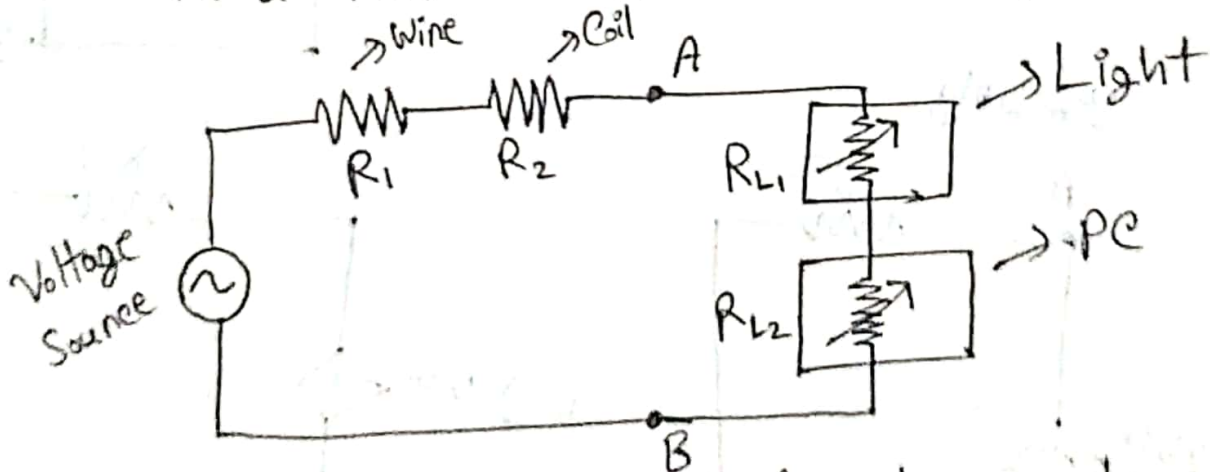 Wire
Coil
A
Light
R1
R2
RL1
Voltage
Source
PC
RL2
B